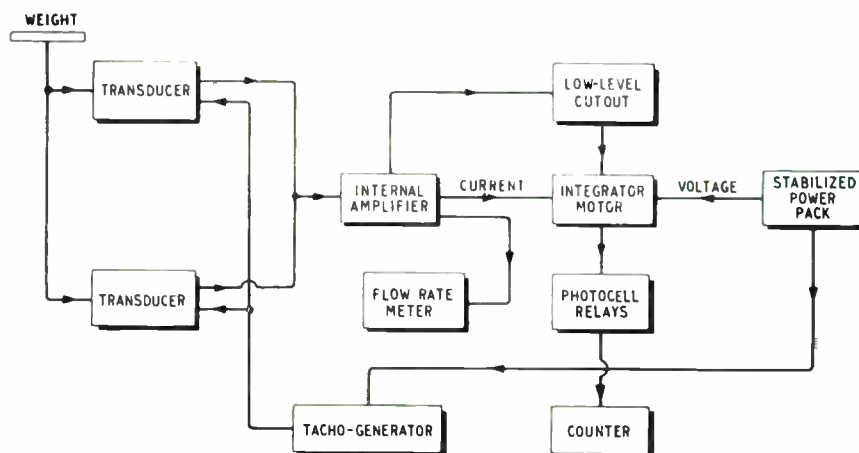 WEIGHT
TRANSDUCER
LOW-LEVEL
CUTOUT
INTERNAL
AMPLIFIER
CURRENT
INTEGRATOR
MOTOR
VOLTAGE
STABILIZED
POWER
PACK
TRANSDUCER
FLOW RATE
METER
PHOTOCELL
RELAYS
TACHO-GENERATOR
COUNTER